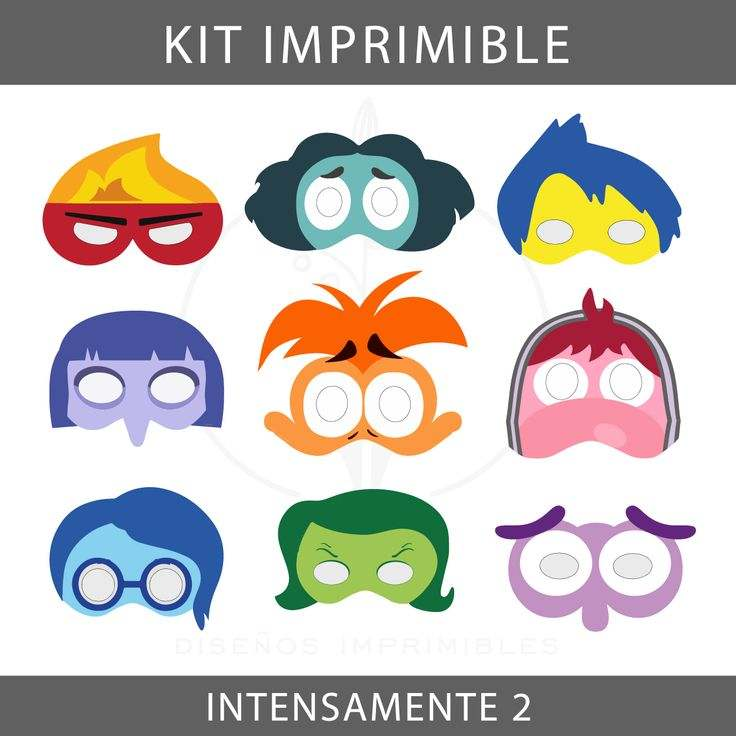 KIT IMPRIMIBLE
DISEÑOS IMPRIMIBLES
INTENSAMENTE 2